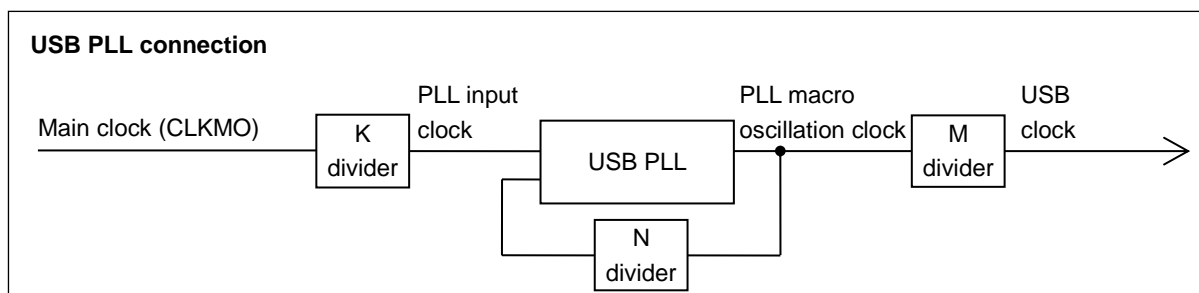 USB PLL connection
Main clock (CLKMO)
K
divider
PLL input
clock
USB PLL
N
divider
PLL macro
oscillation clock
M
divider
USB
clock